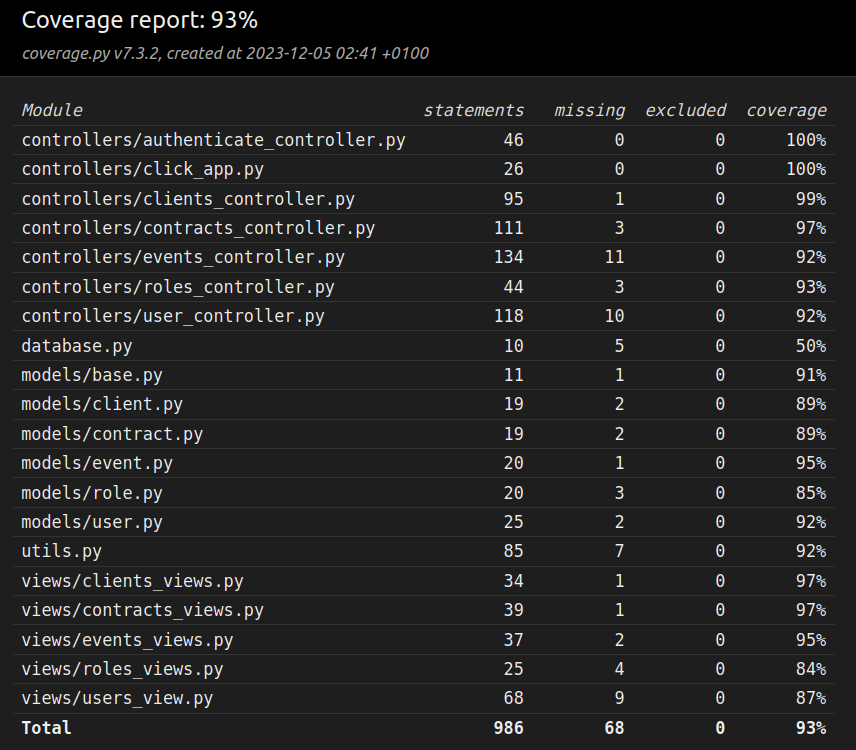 Coverage report: 93%
coverage.py v7.3.2, created at 2023-12-05 02:41 +0100
Module statements missing excluded coverage
controllers/authenticate_controller.py 46 0 0 100%
controllers/click_app.py 26 0 0 100%
controllers/clients_controller.py 95 1 0 99%
controllers/contracts_controller.py 111 3 0 97%
controllers/events_controller.py 134 11 0 92%
controllers/roles_controller.py 44 3 0 93%
controllers/user_controller.py 118 10 0 92%
database.py 10 5 0 50%
models/base.py 11 1 0 91%
models/client.py 19 2 0 89%
models/contract.py 19 2 0 89%
models/event.py 20 1 0 95%
models/role.py 20 3 0 85%
models/user.py 25 2 0 92%
utils.py 85 7 0 92%
views/clients_views.py 34 1 0 97%
views/contracts_views.py 39 1 0 97%
views/events_views.py 37 2 0 95%
views/roles_views.py 25 4 0 84%
views/users_view.py 68 9 0 87%
Total 986 68 0 93%